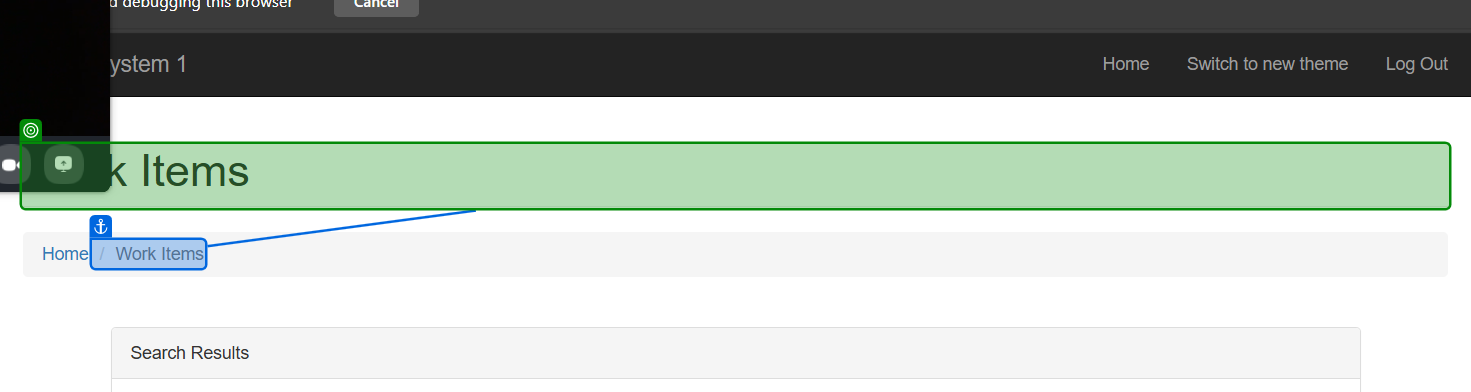 d debugging this browser Cancel
ystem 1 Home Switch to new theme Log Out
k Items
Home / Work Items
Search Results